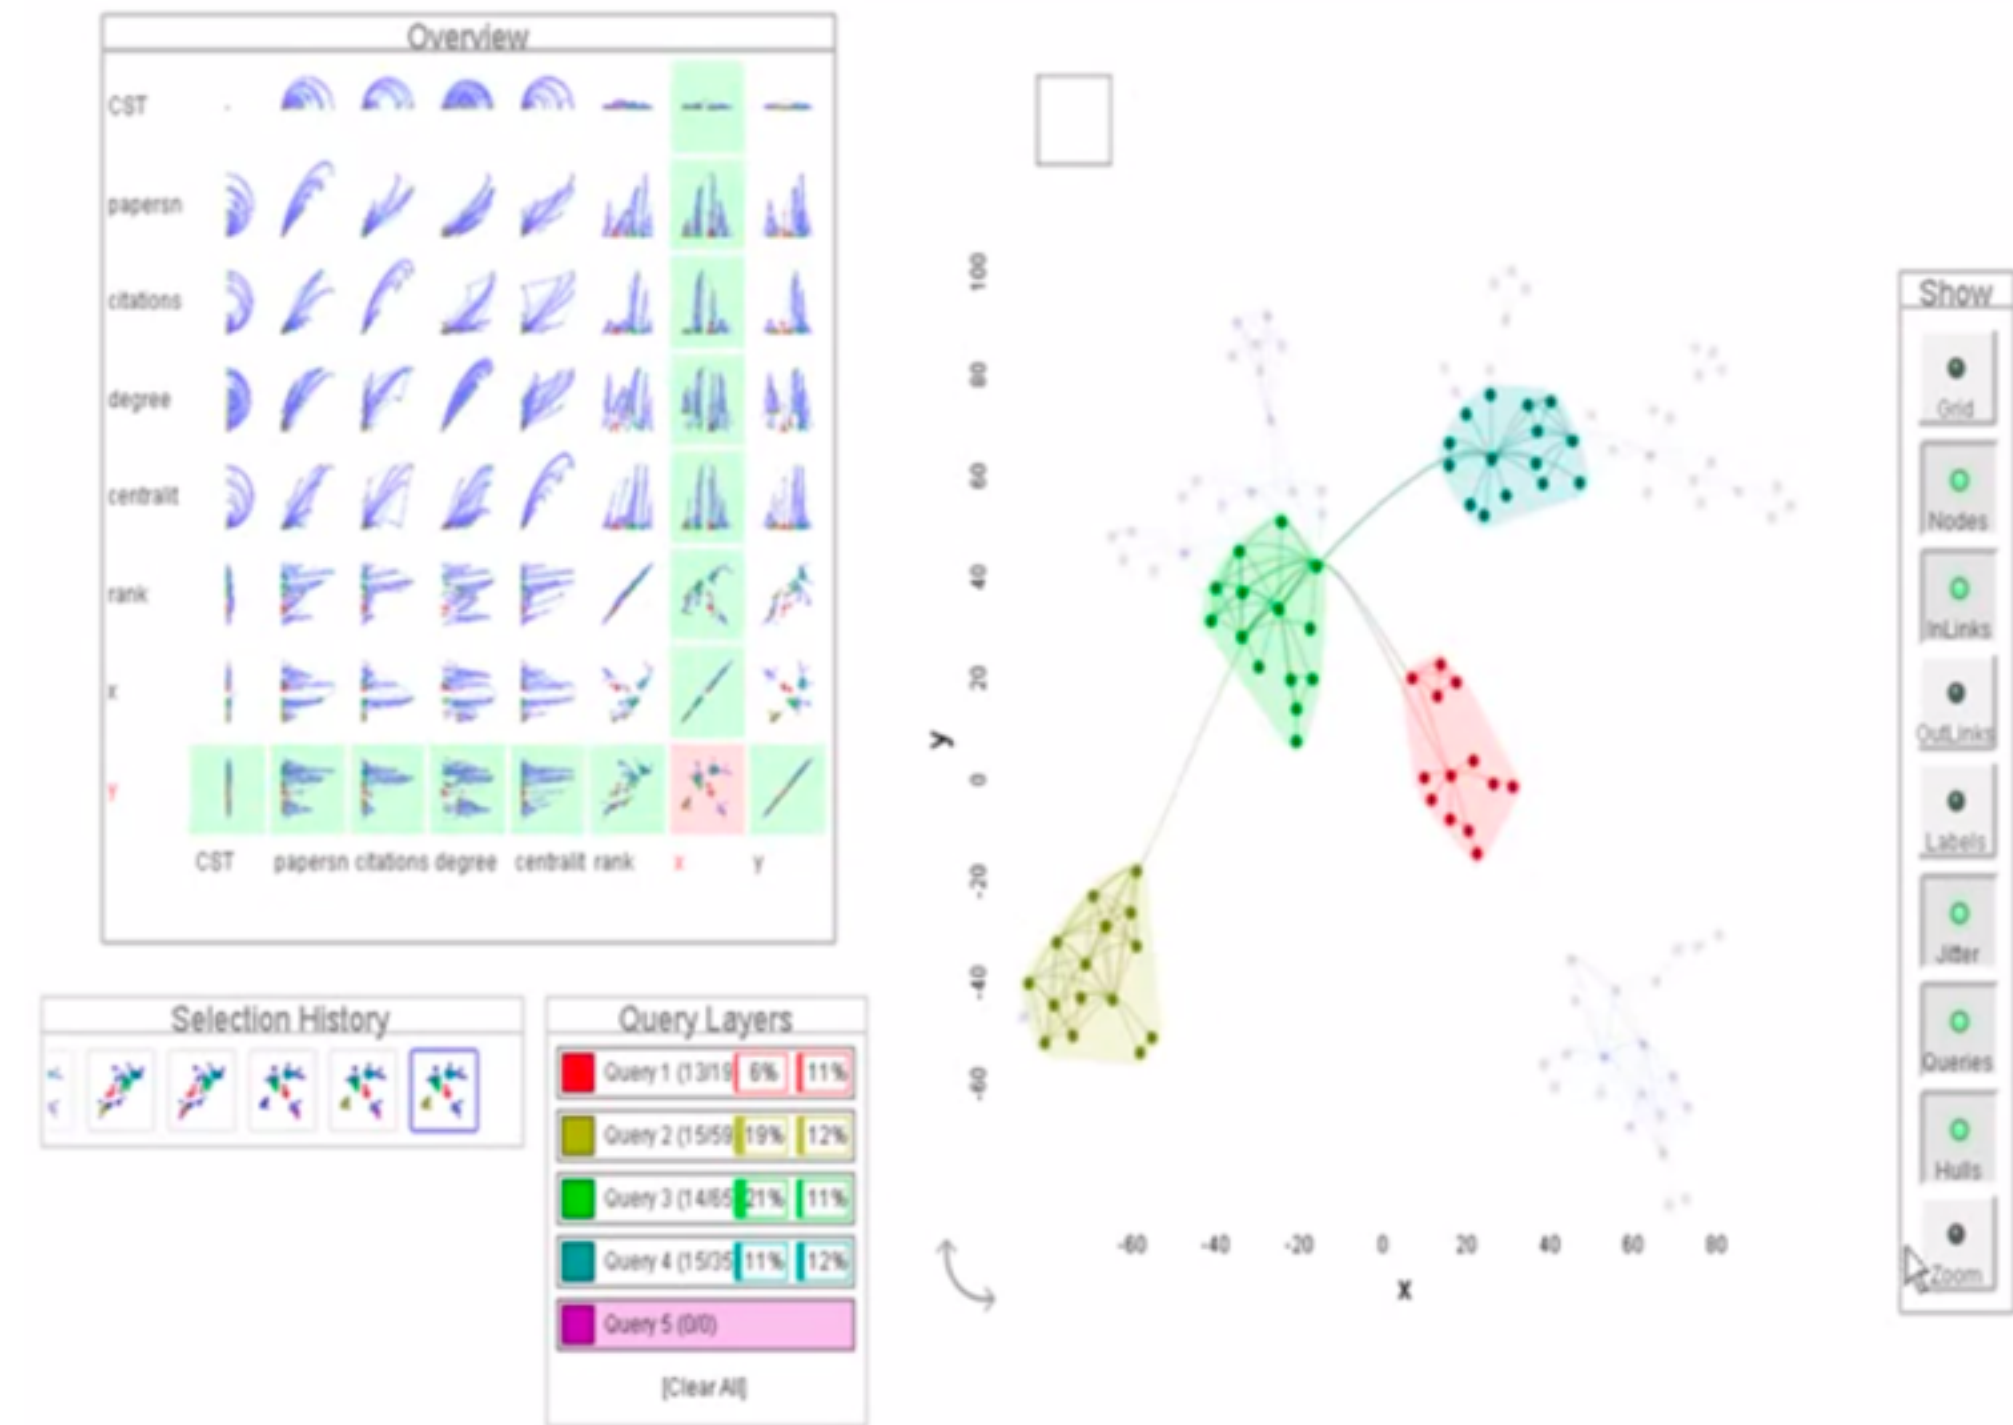 Overview
CST
papersn
citations
degree
centralit
rank
x
Y
CST papersn citations degree centralit rank x y
Selection History
Query Layers
Query 1 (13/19 6% 11%
Query 2 (15/59 19% 12%
Query 3 (14/65 21% 11%
Query 4 (15/35 11% 12%
Query 5 (0/0)
[Clear All]
100
80
60
40
20
0
-20
-40
-60
y
-60 -40 -20 0 20 40 60 80
x
Show
Grid
Nodes
InLinks
OutLinks
Labels
Jitter
Queries
Hulls
Zoom